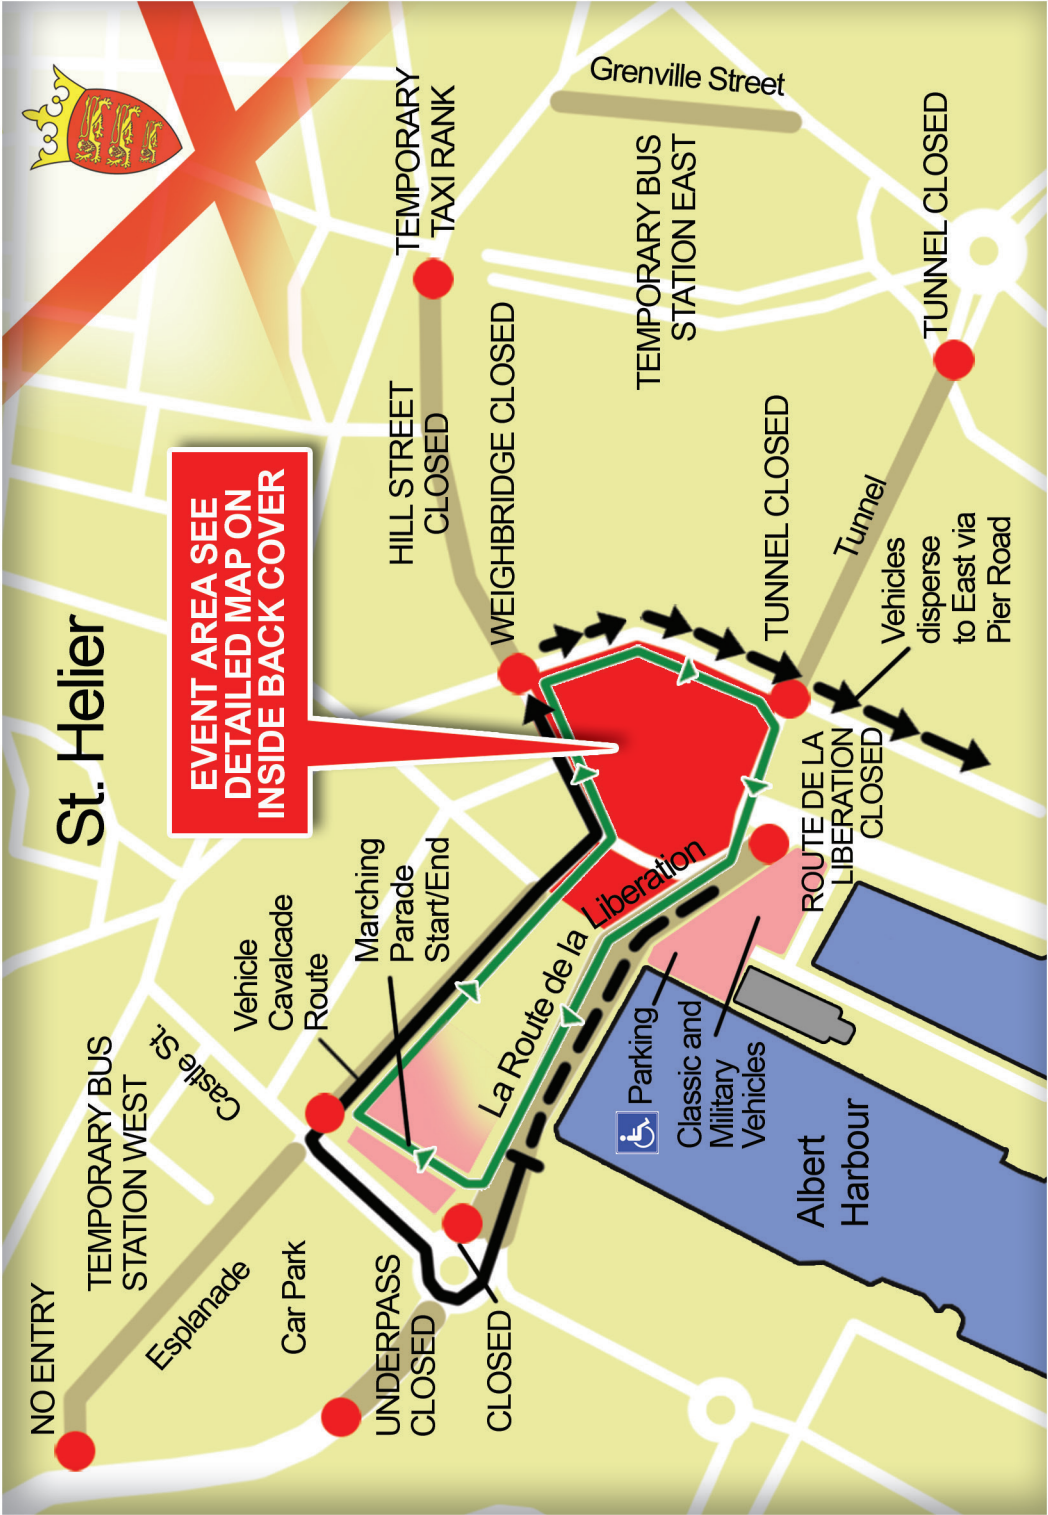 St. Helier
EVENT AREA SEE
DETAILED MAP ON
INSIDE BACK COVER
NO ENTRY
TEMPORARY BUS
STATION WEST
Castle St.
Esplanade
Car Park
Vehicle
Cavalcade
Route
Marching
Parade
Start/End
UNDERPASS
CLOSED
CLOSED
La Route de la Liberation
HILL STREET
CLOSED
TEMPORARY
TAXI RANK
WEIGHBRIDGE CLOSED
Grenville Street
TEMPORARY BUS
STATION EAST
TUNNEL CLOSED
Tunnel
TUNNEL CLOSED
Vehicles
disperse
to East via
Pier Road
ROUTE DE LA
LIBERATION
CLOSED
Parking
Classic and
Military
Vehicles
Albert
Harbour